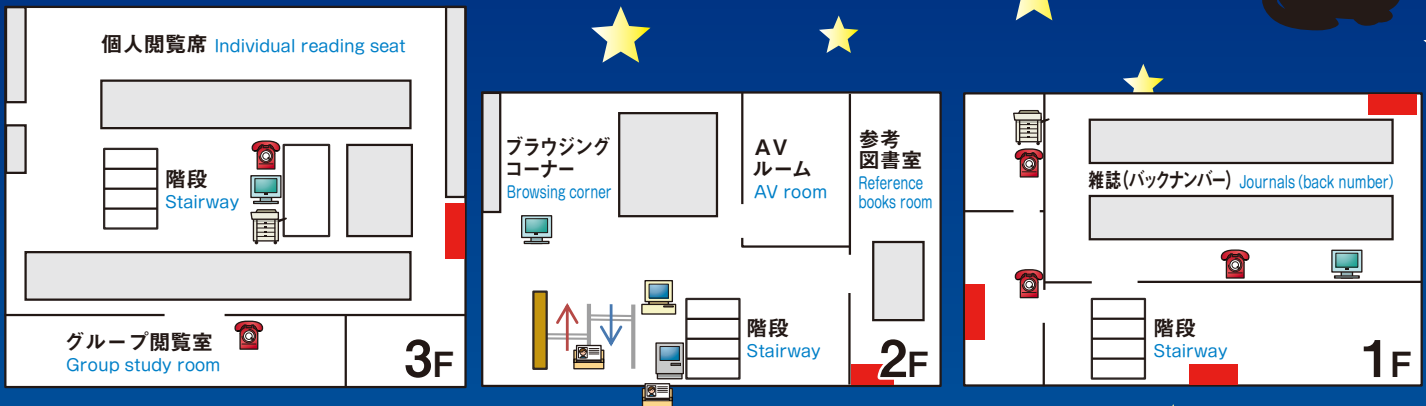 個人閲覧席 Individual reading seat
階段
Stairway
グループ閲覧室
Group study room
3F
ブラウジング
コーナー
Browsing corner
AV
ルーム
AV room
参考
図書室
Reference
books room
階段
Stairway
2F
雑誌(バックナンバー) Journals (back number)
階段
Stairway
1F